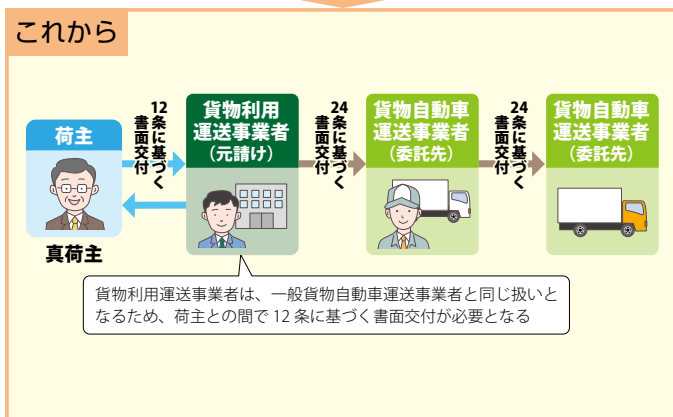 これから
荷主
真荷主
12条に基づく
書面交付
貨物利用
運送事業者
（元請け）
24条に基づく
書面交付
貨物自動車
運送事業者
（委託先）
24条に基づく
書面交付
貨物自動車
運送事業者
（委託先）
貨物利用運送事業者は、一般貨物自動車運送事業者と同じ扱いと
なるため、荷主との間で 12 条に基づく書面交付が必要となる